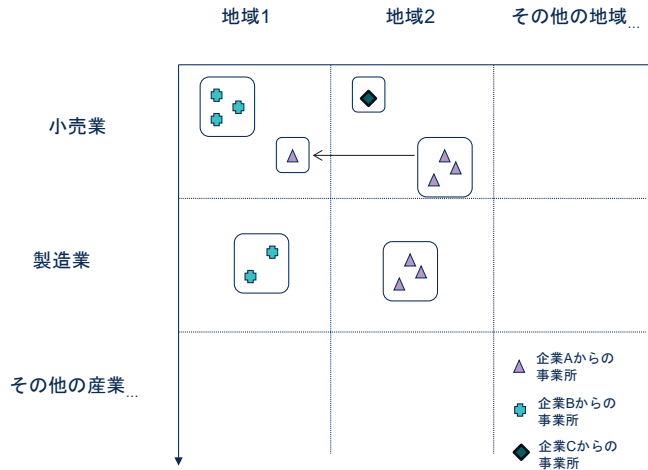 地域1
地域2
その他の地域...
小売業
製造業
その他の産業...
企業Aからの
事業所
企業Bからの
事業所
企業Cからの
事業所